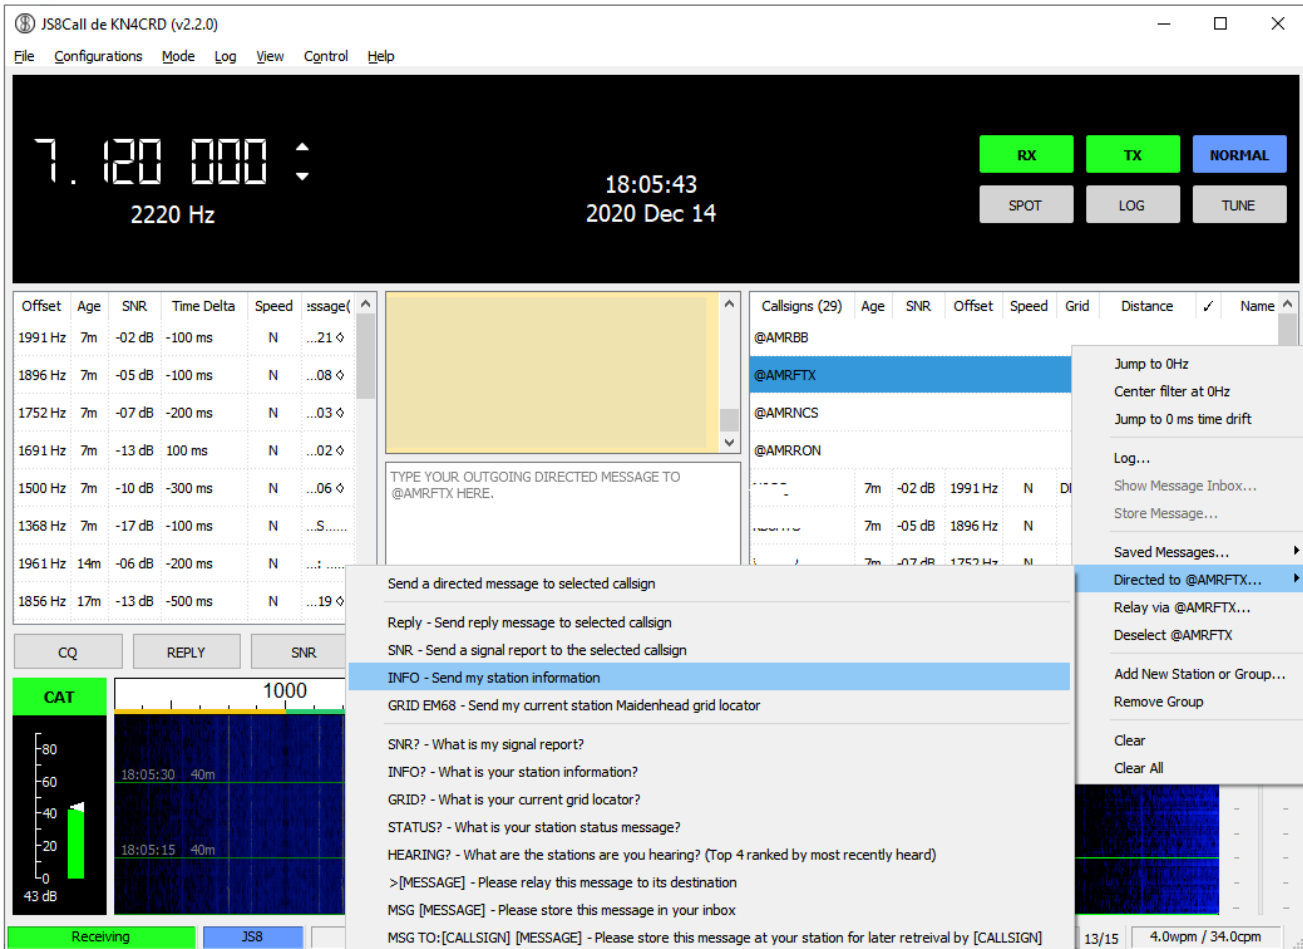 JS8Call de KN4CRD (v2.2.0)
File Configurations Mode Log View Control Help
7.120 000
2220 Hz
18:05:43
2020 Dec 14
RX TX NORMAL
SPOT LOG TUNE
Offset Age SNR Time Delta Speed
1991 Hz 7m -02 dB -100 ms N ...21 ◊
1896 Hz 7m -05 dB -100 ms N ...08 ◊
1752 Hz 7m -07 dB -200 ms N ...03 ◊
1691 Hz 7m -13 dB 100 ms N ...02 ◊
1500 Hz 7m -10 dB -300 ms N ...06 ◊
1368 Hz 7m -17 dB -100 ms N ...S......
1961 Hz 14m -06 dB -200 ms N ...: .....
1856 Hz 17m -13 dB -500 ms N ...19 ◊
TYPE YOUR OUTGOING DIRECTED MESSAGE TO
@AMRFTX HERE.
Callsigns (29) Age SNR Offset Speed Grid Distance ✓ Name
@AMRBB
@AMRFTX
@AMRNCS
@AMRRON
7m -02 dB 1991 Hz N
7m -05 dB 1896 Hz N
7m -07 dB 1752 Hz N
Jump to 0Hz
Center filter at 0Hz
Jump to 0 ms time drift
Log...
Show Message Inbox...
Store Message...
Saved Messages...
Directed to @AMRFTX...
Relay via @AMRFTX...
Deselect @AMRFTX
Add New Station or Group...
Remove Group
Clear
Clear All
Send a directed message to selected callsign
Reply - Send reply message to selected callsign
SNR - Send a signal report to the selected callsign
INFO - Send my station information
GRID EM68 - Send my current station Maidenhead grid locator
SNR? - What is my signal report?
INFO? - What is your station information?
GRID? - What is your current grid locator?
STATUS? - What is your station status message?
HEARING? - What are the stations are you hearing? (Top 4 ranked by most recently heard)
>[MESSAGE] - Please relay this message to its destination
MSG [MESSAGE] - Please store this message in your inbox
MSG TO:[CALLSIGN] [MESSAGE] - Please store this message at your station for later retreival by [CALLSIGN]
CQ REPLY SNR
CAT
1000
80
60
40
20
0
43 dB
18:05:30 40m
18:05:15 40m
Receiving JS8
13/15 4.0wpm / 34.0cpm